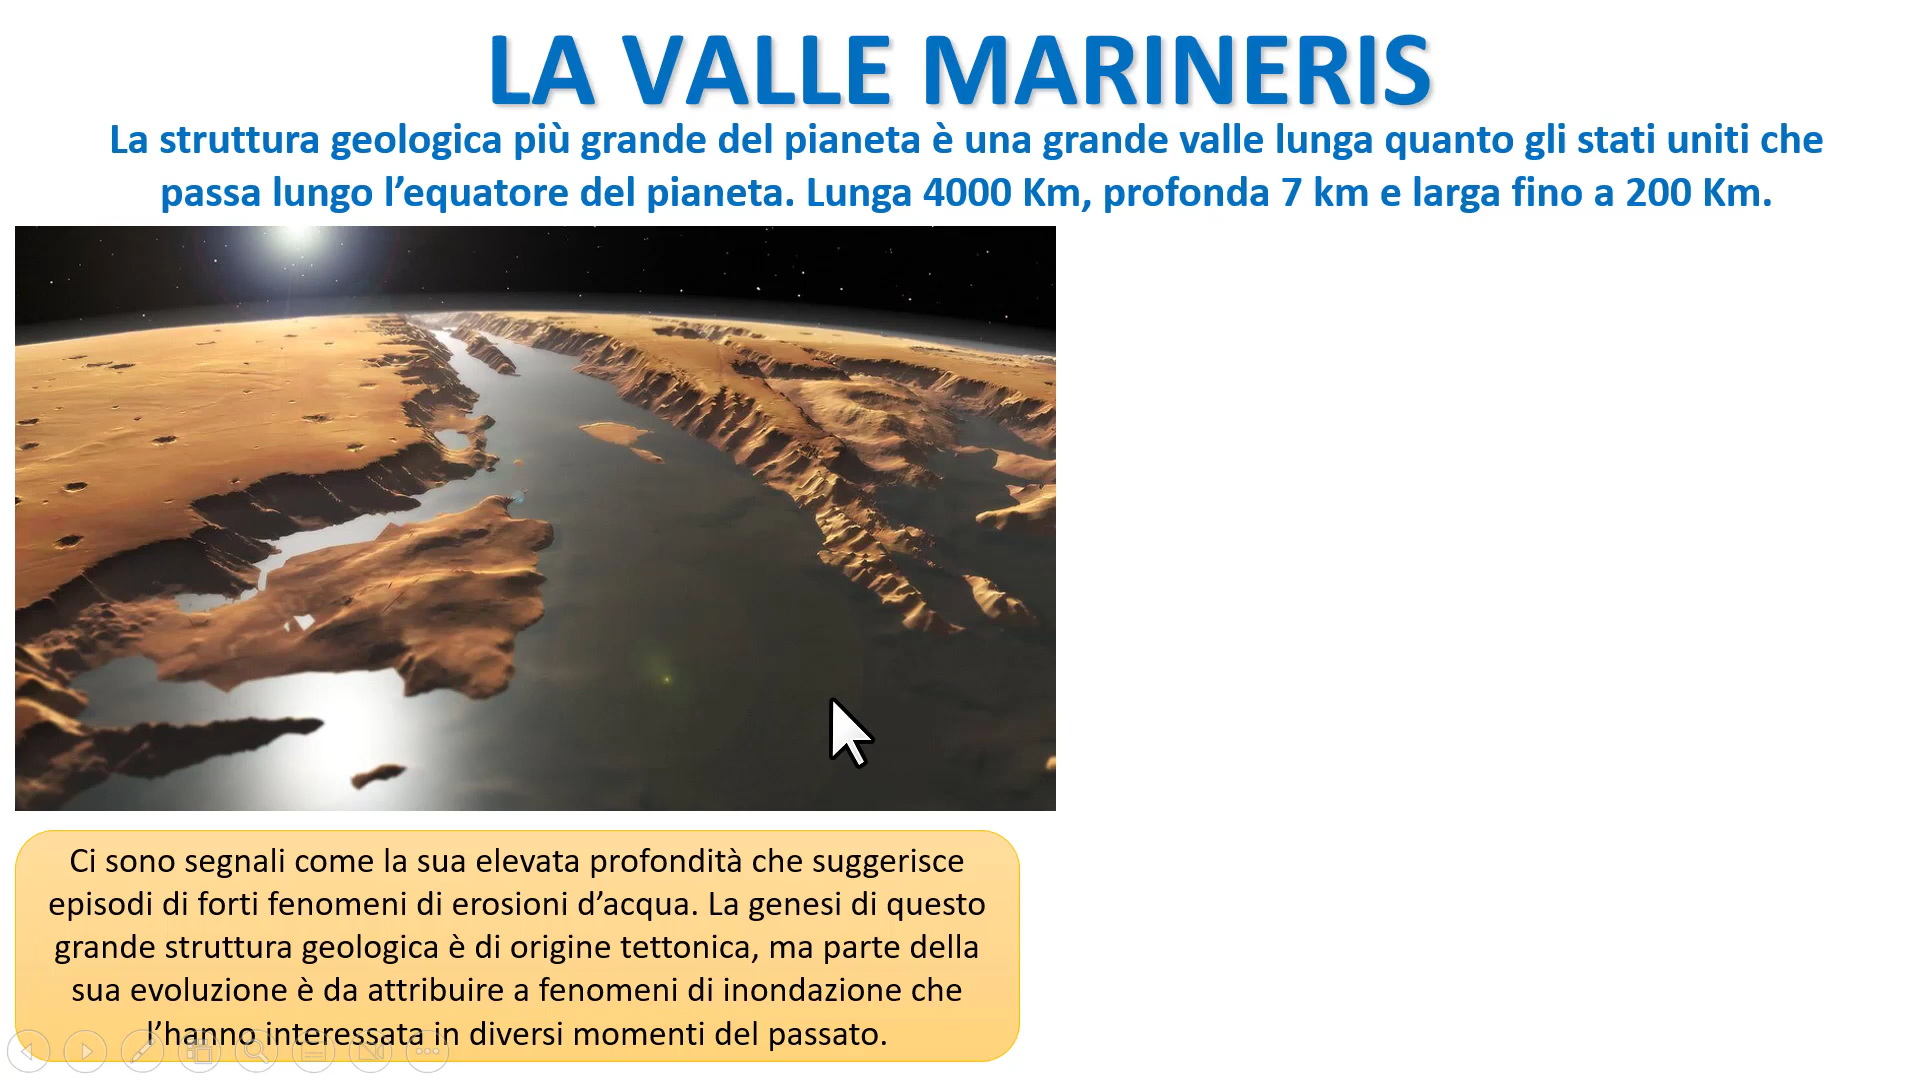 LA VALLE MARINERIS
La struttura geologica più grande del pianeta è una grande valle lunga quanto gli stati uniti che
passa lungo l’equatore del pianeta. Lunga 4000 Km, profonda 7 km e larga fino a 200 Km.
Ci sono segnali come la sua elevata profondità che suggerisce
episodi di forti fenomeni di erosioni d’acqua. La genesi di questo
grande struttura geologica è di origine tettonica, ma parte della
sua evoluzione è da attribuire a fenomeni di inondazione che
l’hanno interessata in diversi momenti del passato.